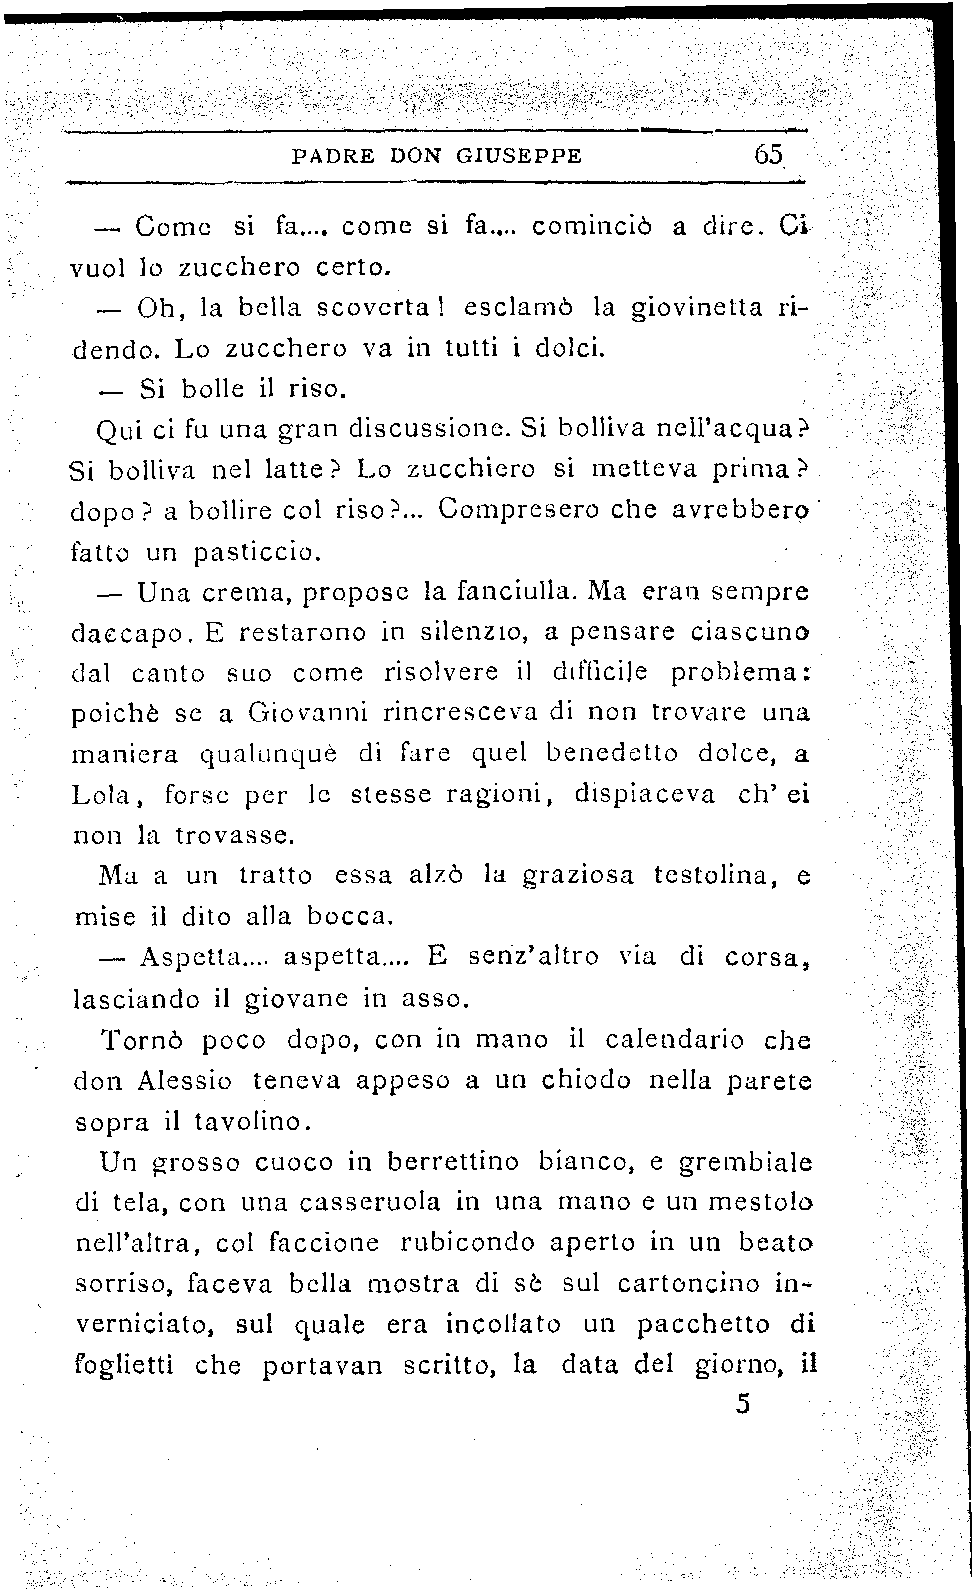 PADRE DON GIUSEPPE 65
— Come si fa.... come si fa.... cominciò a dire. Ci
vuol lo zucchero certo.
— Oh, la bella scoverta! esclamò la giovinetta ri-
dendo. Lo zucchero va in tutti i dolci.
— Si bolle il riso.
Qui ci fu una gran discussione. Si bolliva nell'acqua?
Si bolliva nel latte? Lo zucchero si metteva prima?
dopo? a bollire col riso?... Compresero che avrebbero
fatto un pasticcio.
— Una crema, propose la fanciulla. Ma eran sempre
daccapo. E restarono in silenzio, a pensare ciascuno
dal canto suo come risolvere il difficile problema:
poichè se a Giovanni rincresceva di non trovare una
maniera qualunquè di fare quel benedetto dolce, a
Lola, forse per le stesse ragioni, dispiaceva ch' ei
non la trovasse.
Ma a un tratto essa alzò la graziosa testolina, e
mise il dito alla bocca.
— Aspetta.... aspetta.... E senz'altro via di corsa,
lasciando il giovane in asso.
Tornò poco dopo, con in mano il calendario che
don Alessio teneva appeso a un chiodo nella parete
sopra il tavolino.
Un grosso cuoco in berrettino bianco, e grembiale
di tela, con una casseruola in una mano e un mestolo
nell'altra, col faccione rubicondo aperto in un beato
sorriso, faceva bella mostra di sè sul cartoncino in-
verniciato, sul quale era incollato un pacchetto di
foglietti che portavan scritto, la data del giorno, il
5